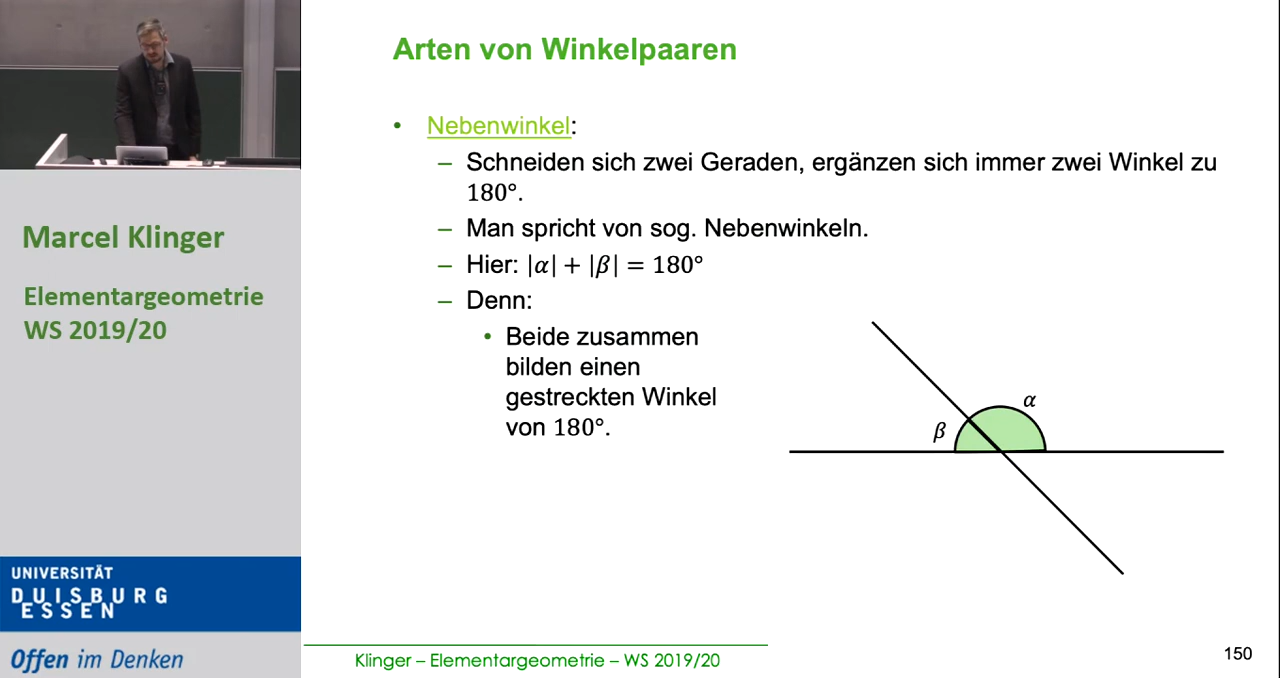 Arten von Winkelpaaren
• Nebenwinkel:
– Schneiden sich zwei Geraden, ergänzen sich immer zwei Winkel zu
180°.
– Man spricht von sog. Nebenwinkeln.
– Hier: |α| + |β| = 180°
– Denn:
• Beide zusammen
bilden einen
gestreckten Winkel
von 180°.
α
β
Marcel Klinger
Elementargeometrie
WS 2019/20
UNIVERSITÄT
DUISBURG
ESSEN
Offen im Denken
Klinger – Elementargeometrie – WS 2019/20
150